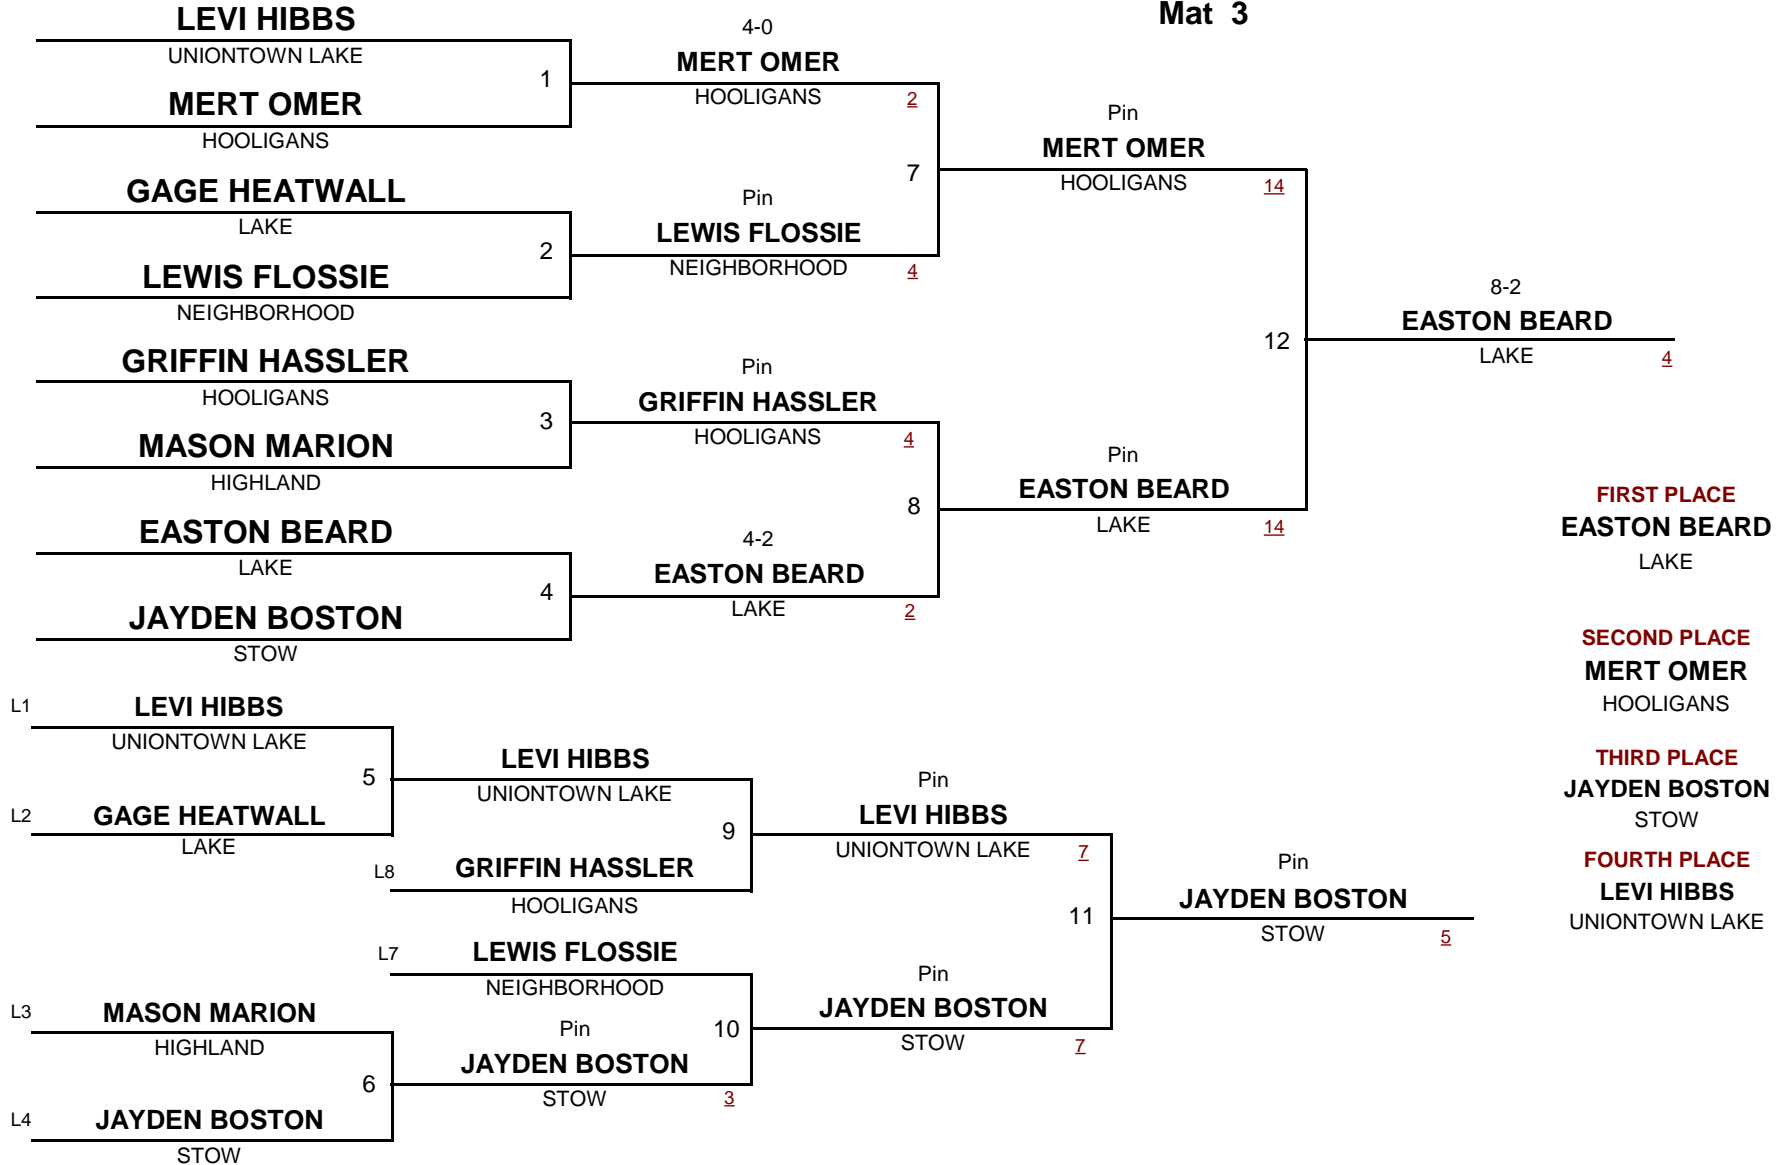 Mat 3
LEVI HIBBS
UNIONTOWN LAKE
1
MERT OMER
HOOLIGANS
GAGE HEATWALL
LAKE
2
LEWIS FLOSSIE
NEIGHBORHOOD
GRIFFIN HASSLER
HOOLIGANS
3
MASON MARION
HIGHLAND
EASTON BEARD
LAKE
4
JAYDEN BOSTON
STOW
4-0
MERT OMER
HOOLIGANS 2
7
Pin
LEWIS FLOSSIE
NEIGHBORHOOD 4
Pin
GRIFFIN HASSLER
HOOLIGANS 4
8
4-2
EASTON BEARD
LAKE 2
Pin
MERT OMER
HOOLIGANS 14
12
Pin
EASTON BEARD
LAKE 14
8-2
EASTON BEARD
LAKE 4
FIRST PLACE
EASTON BEARD
LAKE
SECOND PLACE
MERT OMER
HOOLIGANS
THIRD PLACE
JAYDEN BOSTON
STOW
FOURTH PLACE
LEVI HIBBS
UNIONTOWN LAKE
L1 LEVI HIBBS
UNIONTOWN LAKE
5
L2 GAGE HEATWALL
LAKE
L3 MASON MARION
HIGHLAND
6
L4 JAYDEN BOSTON
STOW
LEVI HIBBS
UNIONTOWN LAKE
9
L8 GRIFFIN HASSLER
HOOLIGANS
L7 LEWIS FLOSSIE
NEIGHBORHOOD
10
Pin
JAYDEN BOSTON
STOW 3
Pin
LEVI HIBBS
UNIONTOWN LAKE 7
11
Pin
JAYDEN BOSTON
STOW 7
Pin
JAYDEN BOSTON
STOW 5